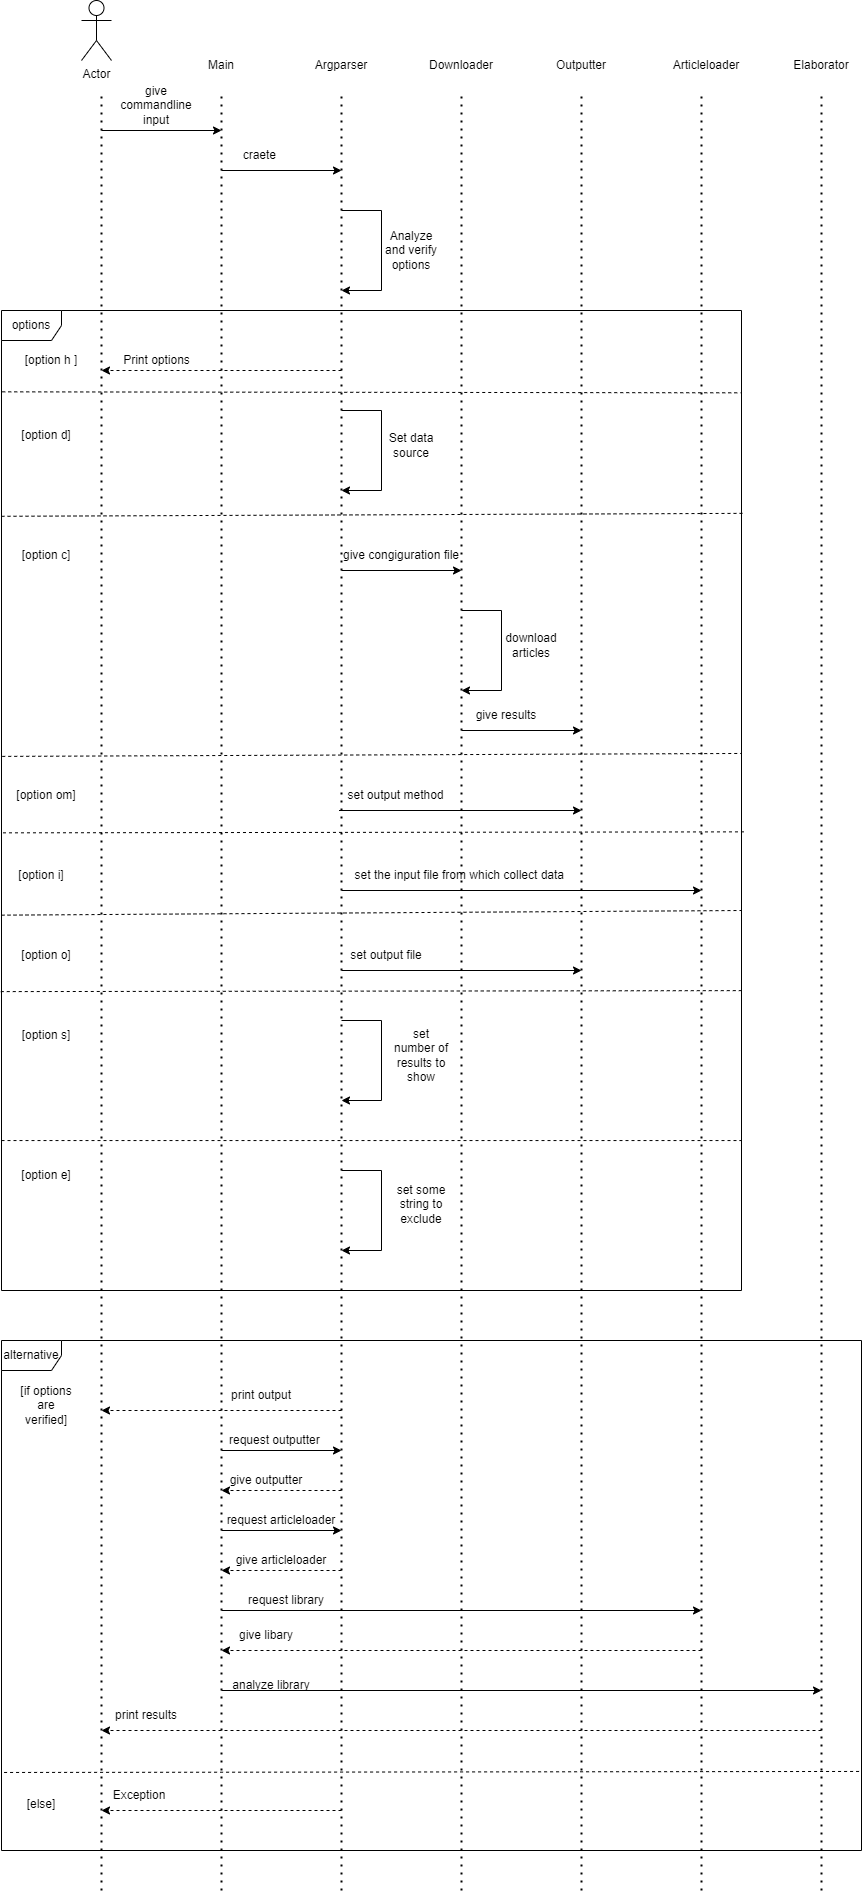 Actor
Main
Argparser
Downloader
Outputter
Articleloader
Elaborator
give
commandline
input
craete
Analyze
and verify
options
options
[option h ]
Print options
[option d]
Set data
source
[option c]
give congiguration file
download
articles
give results
[option om]
set output method
[option i]
set the input file from which collect data
[option o]
set output file
[option s]
set
number of
results to
show
[option e]
set some
string to
exclude
alternative
[if options
are
verified]
print output
request outputter
give outputter
request articleloader
give articleloader
request library
give libary
analyze library
print results
[else]
Exception